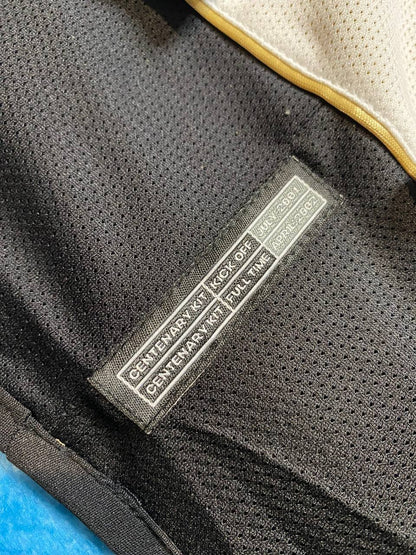 CENTENARY KIT KICK OFF JULY 2001
CENTENARY KIT FULL TIME APRIL 2002